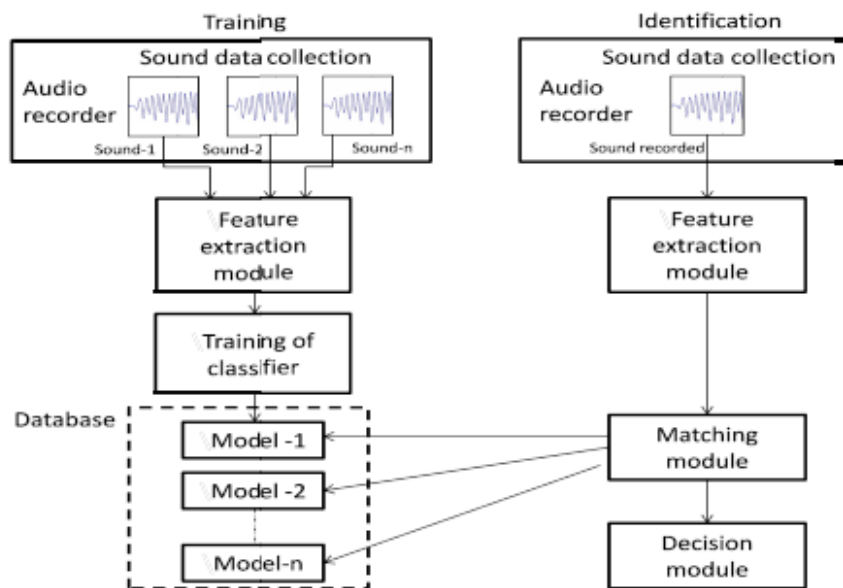 Training
Sound data collection
Audio
recorder
Sound-1
Sound-2
Sound-n
Feature
extraction
module
Training of
classifier
Database
Model -1
Model -2
Model-n
Identification
Sound data collection
Audio
recorder
Sound recorded
Feature
extraction
module
Matching
module
Decision
module